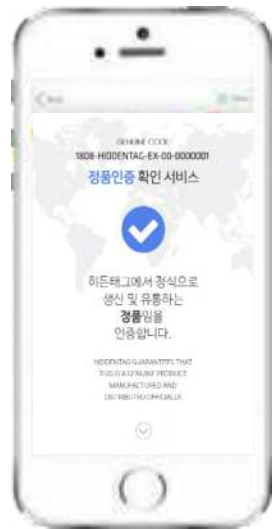 GENUINE CODE
1808-HIDDENTAG-EX-00-0000001
정품인증 확인 서비스
히든태그에서 정식으로
생산 및 유통하는
정품임을
인증합니다.
HIDDENTAG GUARANTEES THAT
THIS IS A GENUINE PRODUCT
MANUFACTURED AND
DISTRIBUTED OFFICIALLY.